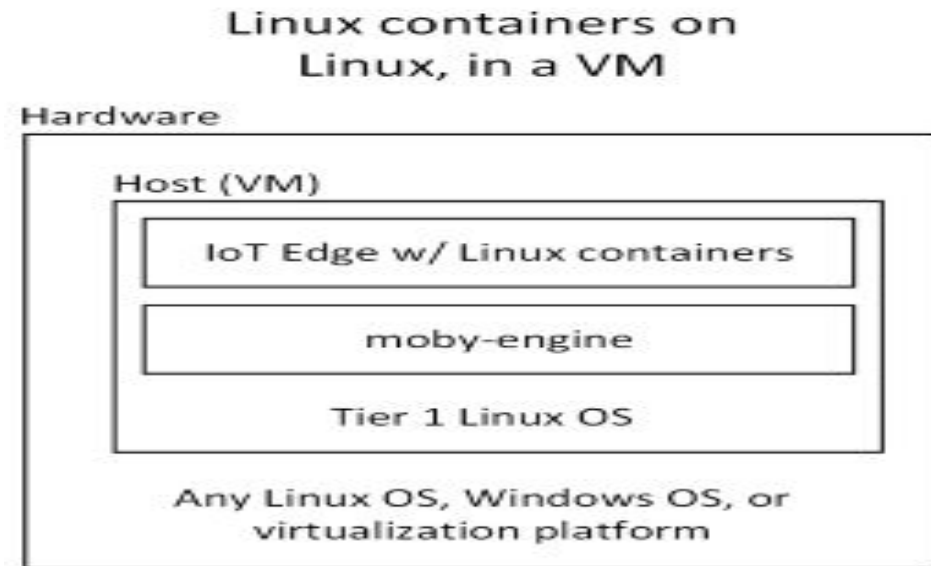 Linux containers on
Linux, in a VM
Hardware
Host (VM)
IoT Edge w/ Linux containers
moby-engine
Tier 1 Linux OS
Any Linux OS, Windows OS, or
virtualization platform